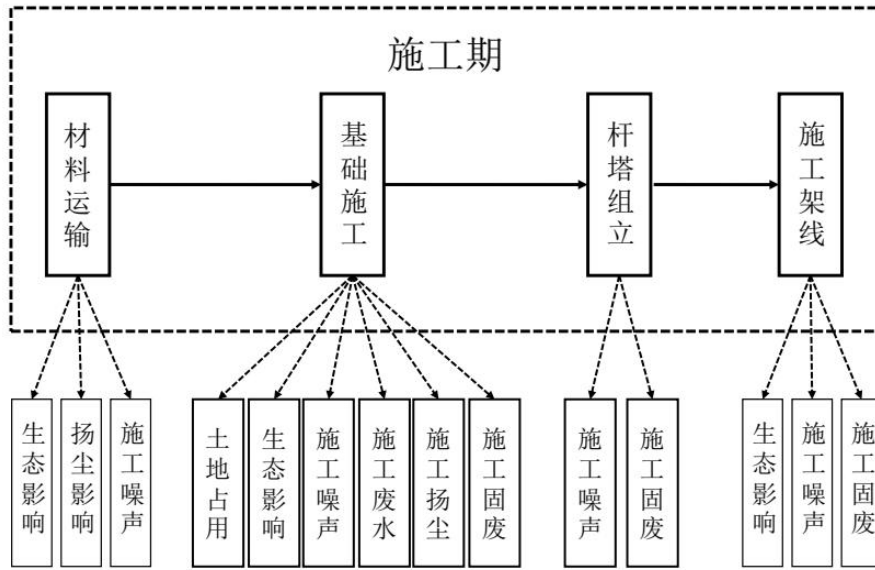 施工期
材料运输
基础施工
杆塔组立
施工架线
生态影响
扬尘影响
施工噪声
土地占用
生态影响
施工噪声
施工废水
施工扬尘
施工固废
施工噪声
施工固废
生态影响
施工噪声
施工固废